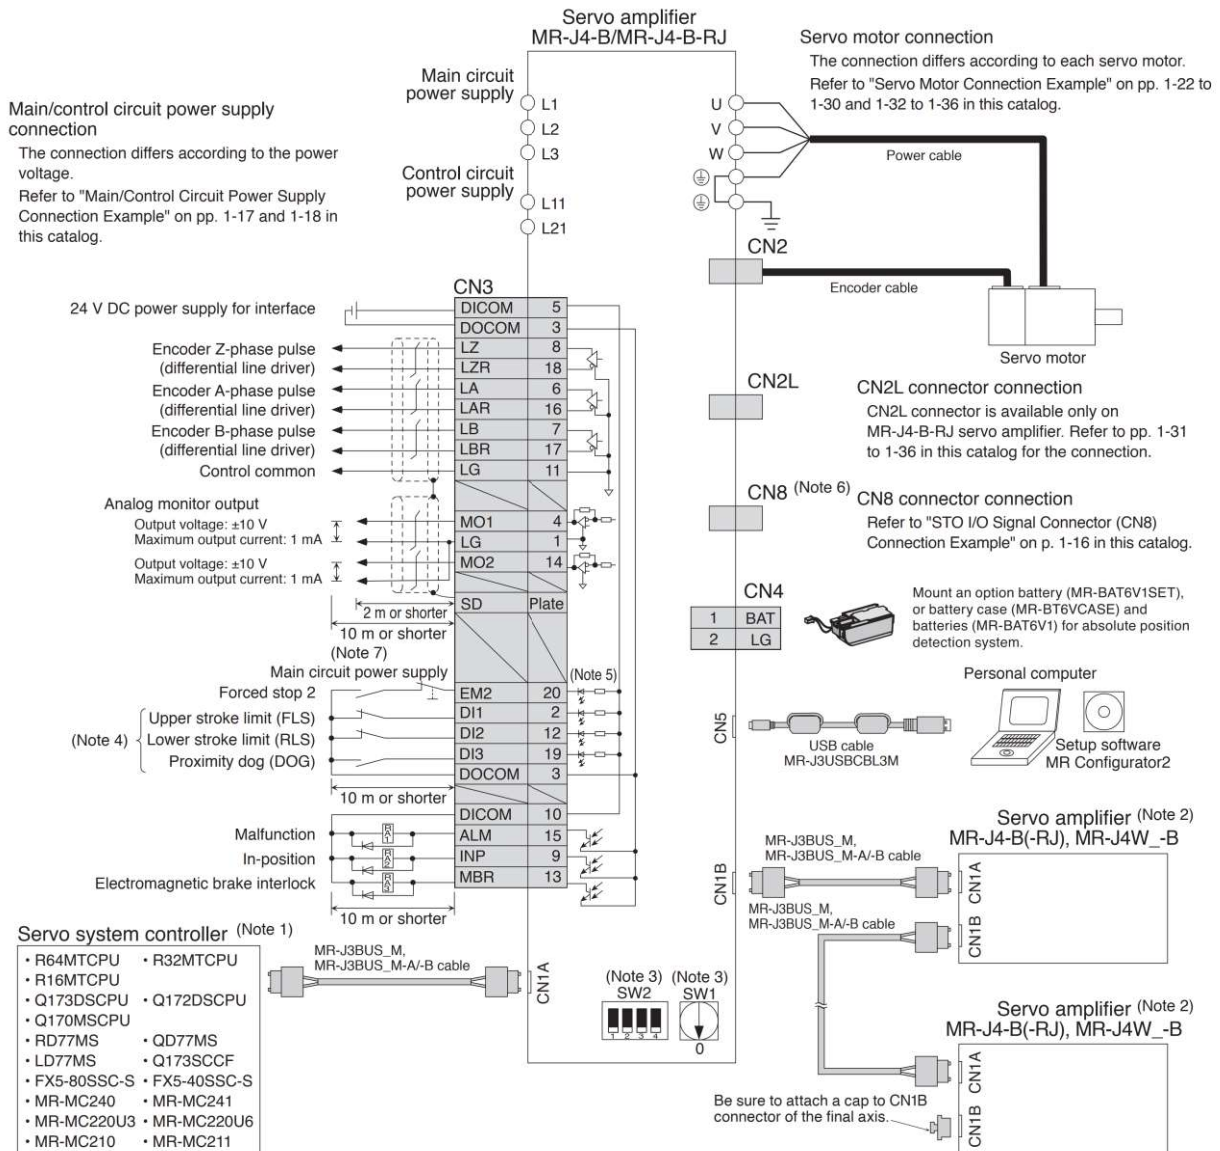 Servo amplifier
MR-J4-B/MR-J4-B-RJ
Main/control circuit power supply
connection
The connection differs according to the power
voltage.
Refer to "Main/Control Circuit Power Supply
Connection Example" on pp. 1-17 and 1-18 in
this catalog.
Main circuit
power supply
L1
L2
L3
Control circuit
power supply
L11
L21
U
V
W
Servo motor connection
The connection differs according to each servo motor.
Refer to "Servo Motor Connection Example" on pp. 1-22 to
1-30 and 1-32 to 1-36 in this catalog.
Power cable
CN2
Encoder cable
Servo motor
CN3
24 V DC power supply for interface
DICOM 5
DOCOM 3
Encoder Z-phase pulse LZ 8
(differential line driver) LZR 18
Encoder A-phase pulse LA 6
(differential line driver) LAR 16
Encoder B-phase pulse LB 7
(differential line driver) LBR 17
Control common LG 11
Analog monitor output
Output voltage: ±10 V
Maximum output current: 1 mA
MO1 4
LG 1
Output voltage: ±10 V
Maximum output current: 1 mA
MO2 14
2 m or shorter
SD Plate
10 m or shorter
(Note 7)
Main circuit power supply
(Note 5)
Forced stop 2 EM2 20
(Note 4)
Upper stroke limit (FLS) DI1 2
Lower stroke limit (RLS) DI2 12
Proximity dog (DOG) DI3 19
DOCOM 3
10 m or shorter
DICOM 10
Malfunction RA1 ALM 15
In-position RA2 INP 9
Electromagnetic brake interlock RA3 MBR 13
10 m or shorter
CN2L
CN2L connector connection
CN2L connector is available only on
MR-J4-B-RJ servo amplifier. Refer to pp. 1-31
to 1-36 in this catalog for the connection.
CN8 (Note 6)
CN8 connector connection
Refer to "STO I/O Signal Connector (CN8)
Connection Example" on p. 1-16 in this catalog.
CN4
1 BAT
2 LG
Mount an option battery (MR-BAT6V1SET),
or battery case (MR-BT6VCASE) and
batteries (MR-BAT6V1) for absolute position
detection system.
Personal computer
CN5
USB cable
MR-J3USBCBL3M
Setup software
MR Configurator2
Servo amplifier (Note 2)
MR-J4-B(-RJ), MR-J4W_-B
MR-J3BUS_M,
MR-J3BUS_M-A/-B cable
CN1B
CN1A
MR-J3BUS_M,
MR-J3BUS_M-A/-B cable
CN1B
Servo amplifier (Note 2)
MR-J4-B(-RJ), MR-J4W_-B
CN1A
Be sure to attach a cap to CN1B
connector of the final axis.
CN1B
Servo system controller (Note 1)
MR-J3BUS_M,
MR-J3BUS_M-A/-B cable
CN1A
(Note 3) (Note 3)
SW2 SW1
1 2 3 4
0
• R64MTCPU • R32MTCPU
• R16MTCPU
• Q173DSCPU • Q172DSCPU
• Q170MSCPU
• RD77MS • QD77MS
• LD77MS • Q173SCCF
• FX5-80SSC-S • FX5-40SSC-S
• MR-MC240 • MR-MC241
• MR-MC220U3 • MR-MC220U6
• MR-MC210 • MR-MC211